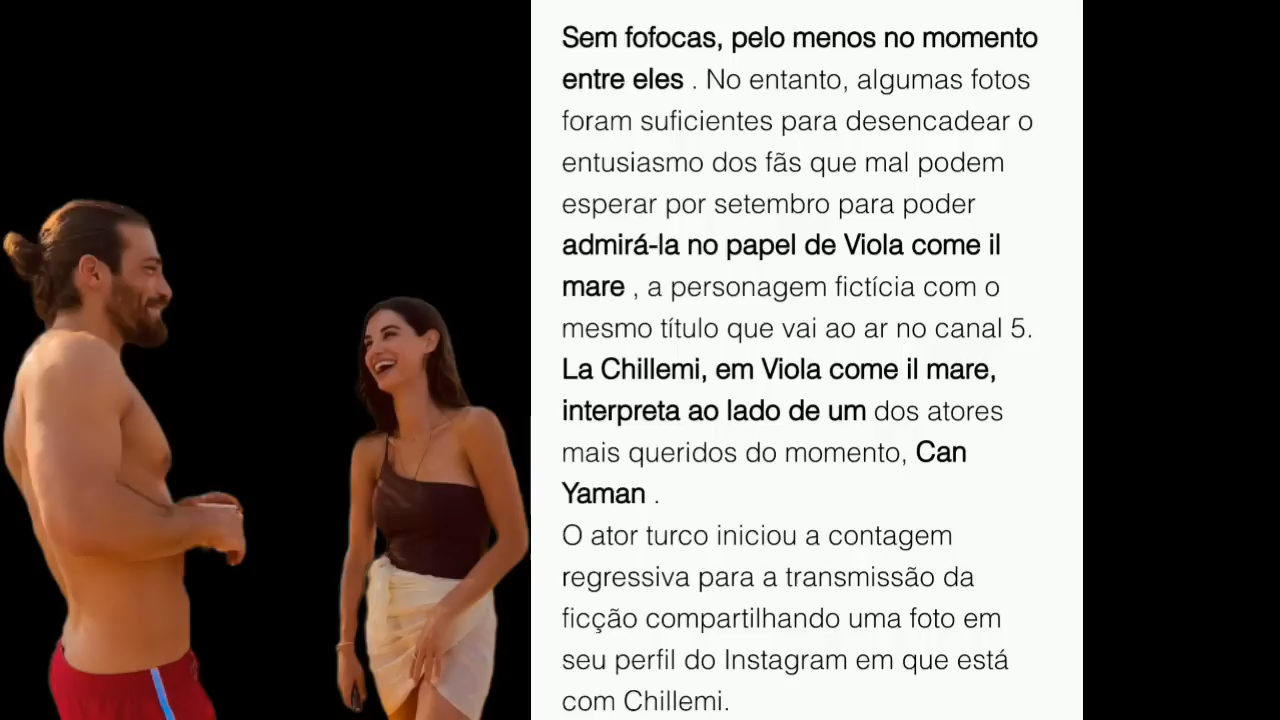 Sem fofocas, pelo menos no momento
entre eles . No entanto, algumas fotos
foram suficientes para desencadear o
entusiasmo dos fãs que mal podem
esperar por setembro para poder
admirá-la no papel de Viola come il
mare , a personagem fictícia com o
mesmo título que vai ao ar no canal 5.
La Chillemi, em Viola come il mare,
interpreta ao lado de um dos atores
mais queridos do momento, Can
Yaman .
O ator turco iniciou a contagem
regressiva para a transmissão da
ficção compartilhando uma foto em
seu perfil do Instagram em que está
com Chillemi.